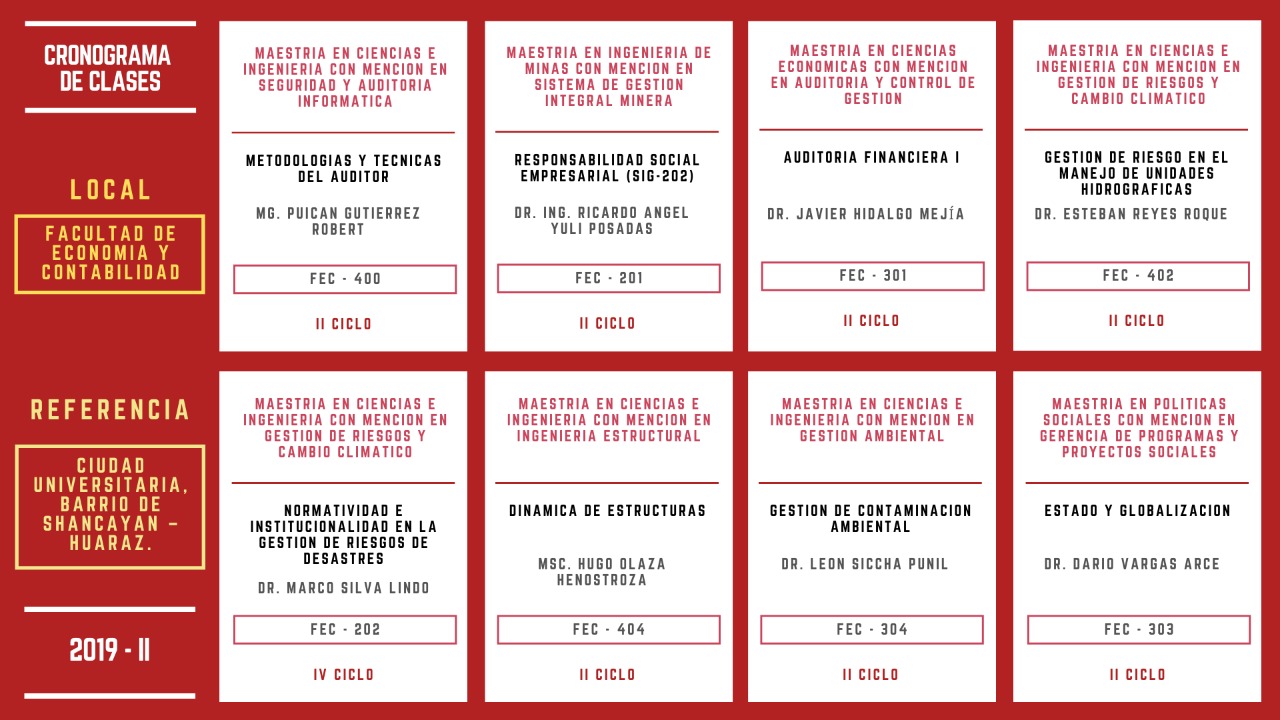 CRONOGRAMA
DE CLASES
LOCAL
FACULTAD DE
ECONOMIA Y
CONTABILIDAD
REFERENCIA
CIUDAD
UNIVERSITARIA,
BARRIO DE
SHANCAYAN –
HUARAZ.
2019 - II
MAESTRIA EN CIENCIAS E
INGENIERIA CON MENCION EN
SEGURIDAD Y AUDITORIA
INFORMATICA
METODOLOGIAS Y TECNICAS
DEL AUDITOR
MG. PUICAN GUTIERREZ
ROBERT
FEC - 400
II CICLO
MAESTRIA EN INGENIERIA DE
MINAS CON MENCION EN
SISTEMA DE GESTION
INTEGRAL MINERA
RESPONSABILIDAD SOCIAL
EMPRESARIAL (SIG-202)
DR. ING. RICARDO ANGEL
YULI POSADAS
FEC - 201
II CICLO
MAESTRIA EN CIENCIAS
ECONOMICAS CON MENCION
EN AUDITORIA Y CONTROL DE
GESTION
AUDITORIA FINANCIERA I
DR. JAVIER HIDALGO MEJÍA
FEC - 301
II CICLO
MAESTRIA EN CIENCIAS E
INGENIERIA CON MENCION EN
GESTION DE RIESGOS Y
CAMBIO CLIMATICO
GESTION DE RIESGO EN EL
MANEJO DE UNIDADES
HIDROGRAFICAS
DR. ESTEBAN REYES ROQUE
FEC - 402
II CICLO
MAESTRIA EN CIENCIAS E
INGENIERIA CON MENCION EN
GESTION DE RIESGOS Y
CAMBIO CLIMATICO
NORMATIVIDAD E
INSTITUCIONALIDAD EN LA
GESTION DE RIESGOS DE
DESASTRES
DR. MARCO SILVA LINDO
FEC - 202
IV CICLO
MAESTRIA EN CIENCIAS E
INGENIERIA CON MENCION EN
INGENIERIA ESTRUCTURAL
DINAMICA DE ESTRUCTURAS
MSC. HUGO OLAZA
HENOSTROZA
FEC - 404
II CICLO
MAESTRIA EN CIENCIAS E
INGENIERIA CON MENCION EN
GESTION AMBIENTAL
GESTION DE CONTAMINACION
AMBIENTAL
DR. LEON SICCHA PUNIL
FEC - 304
II CICLO
MAESTRIA EN POLITICAS
SOCIALES CON MENCION EN
GERENCIA DE PROGRAMAS Y
PROYECTOS SOCIALES
ESTADO Y GLOBALIZACION
DR. DARIO VARGAS ARCE
FEC - 303
II CICLO